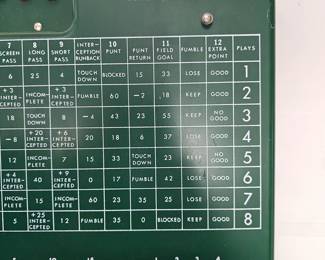 7 8 9 INTER- 10 11 12
SCREEN LONG SHORT CEPTION PUNT PUNT FIELD FUMBLE EXTRA PLAYS
PASS PASS PASS RUNBACK RETURN GOAL POINT
6 25 4 TOUCH DOWN BLOCKED 15 33 LOSE GOOD 1
+3 INTER-CEPTED INCOM-PLETE +3 INTER-CEPTED FUMBLE 60 -2 18 KEEP GOOD 2
18 TOUCH DOWN 8 -4 43 23 55 KEEP NO GOOD 3
-8 +20 INTER-CEPTED +6 INTER-CEPTED 20 18 6 37 LOSE GOOD 4
12 INCOM-PLETE 7 15 33 TOUCH DOWN 23 KEEP NO GOOD 5
+4 INTER-CEPTED 40 +9 INTER-CEPTED 0 17 FUMBLE 42 LOSE GOOD 6
INCOM-PLETE 15 INCOM-PLETE 60 23 35 25 LOSE GOOD 7
5 +25 INTER-CEPTED 12 FUMBLE 35 0 BLOCKED KEEP GOOD 8